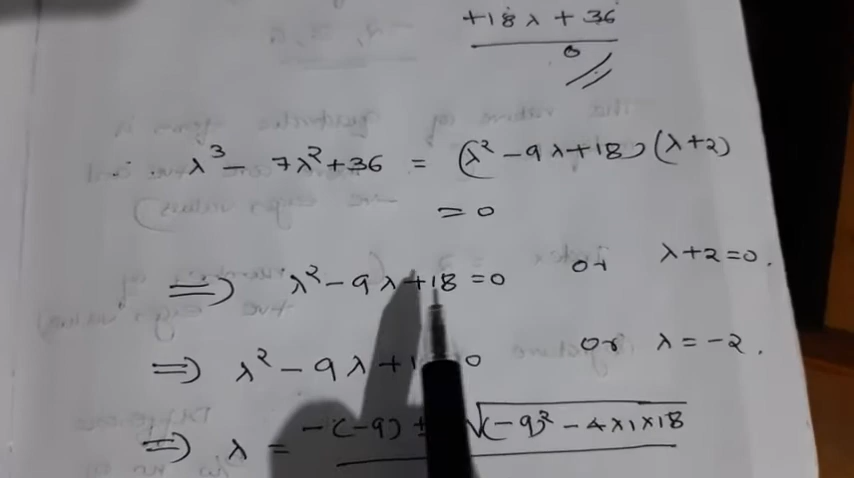 +18λ + 36
0
∴ λ³ - 7λ² + 36 = (λ² - 9λ + 18) (λ+2)
= 0
⇒ λ² - 9λ + 18 = 0 or λ+2 = 0.
⇒ λ² - 9λ + 1 0 or λ = -2.
⇒ λ = -(-9) ± √(-9)² - 4×1×18